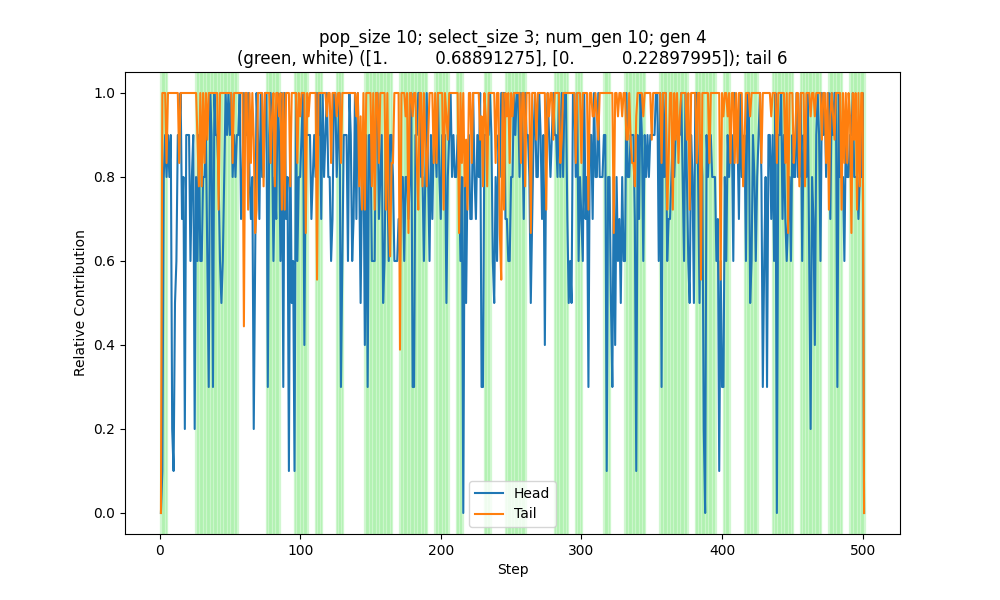 pop_size 10; select_size 3; num_gen 10; gen 4
(green, white) ([1. 0.68891275], [0. 0.22897995]); tail 6
Relative Contribution
1.0
0.8
0.6
0.4
0.2
0.0
Head
Tail
0 100 200 300 400 500
Step